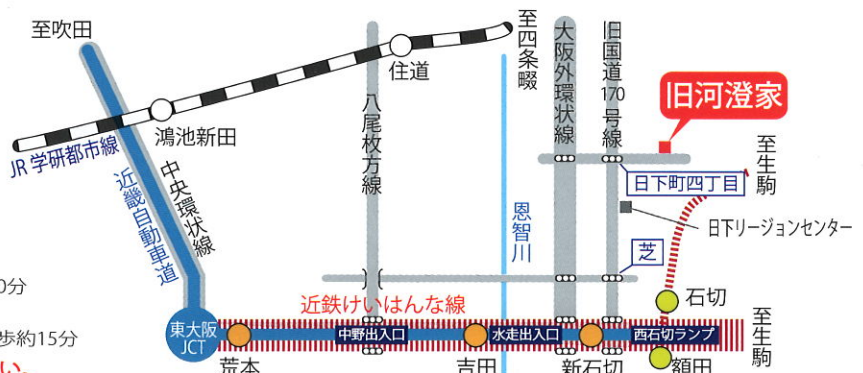 至吹田
住道
至四条畷
大阪外環状線
旧国道170号線
旧河澄家
至生駒
鴻池新田
JR学研都市線
八尾枚方線
近畿自動車道
中央環状線
恩智川
日下町四丁目
日下リージョンセンター
芝
0分
近鉄けいはんな線
石切
歩約15分
東大阪
JCT
中野出入口
水走出入口
西石切ランプ
至生駒
い。
荒本
吉田
新石切
額田